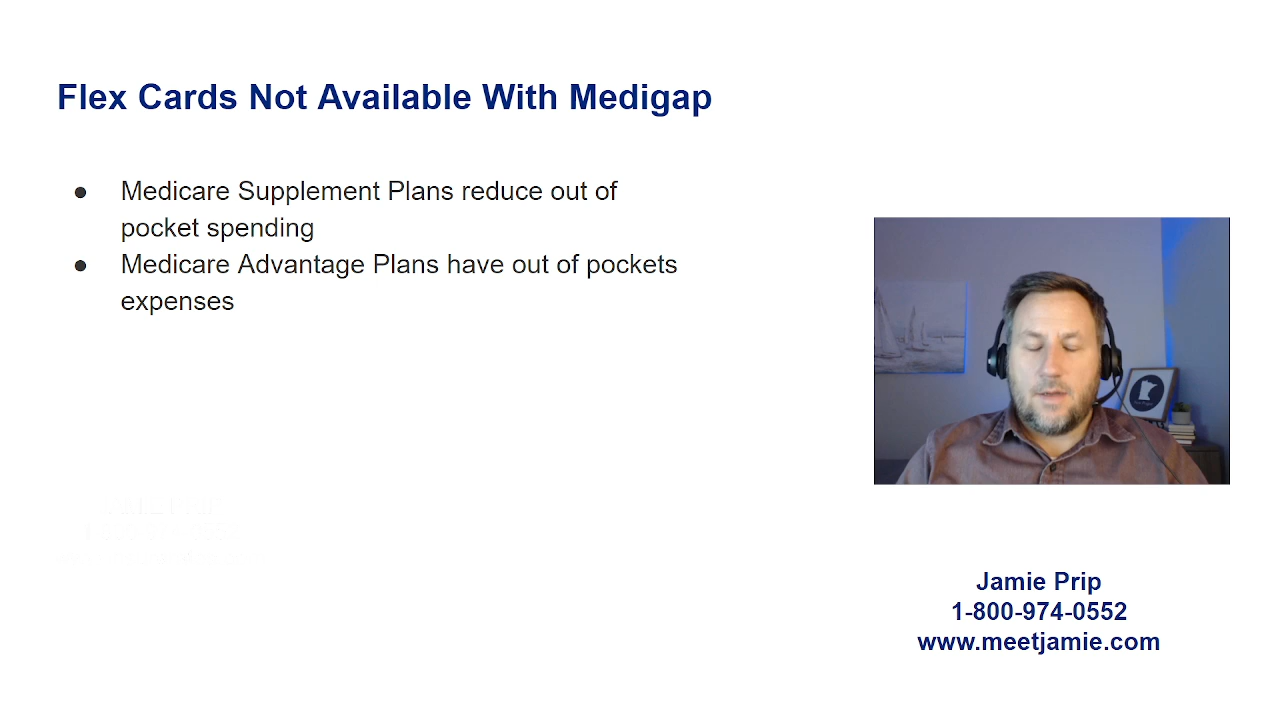 Flex Cards Not Available With Medigap
● Medicare Supplement Plans reduce out of
pocket spending
● Medicare Advantage Plans have out of pockets
expenses
Jamie Prip
1-800-974-0552
www.meetjamie.com